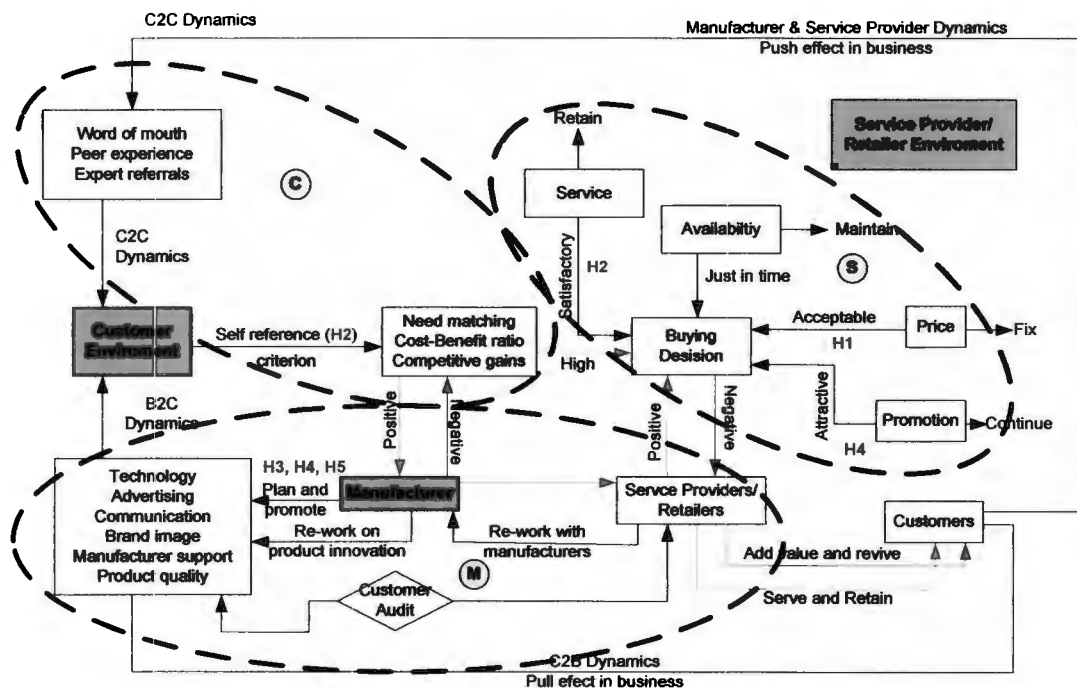 C2C Dynamics
Manufacturer & Service Provider Dynamics
Push effect in business
Word of mouth
Peer experience
Expert referrals
C
Retain
Service
Service Provider/
Retailer Enviroment
Availabiltiy
Maintain
S
C2C
Dynamics
Satisfactory
H2
Just in time
Customer
Enviroment
Self reference (H2)
criterion
Need matching
Cost-Benefit ratio
Competitive gains
High
Buying
Desision
Acceptable
H1
Price
Fix
Attractive
H4
Promotion
Continue
B2C
Dynamics
Positive
Negative
Positive
Negative
Technology
Advertising
Communication
Brand image
Manufacturer support
Product quality
H3, H4, H5
Plan and
promote
Manufacturer
Re-work on
product innovation
Re-work with
manufacturers
Servce Providers/
Retailers
Customers
M
Customer
Audit
Add value and revive
Serve and Retain
C2B Dynamics
Pull effect in business